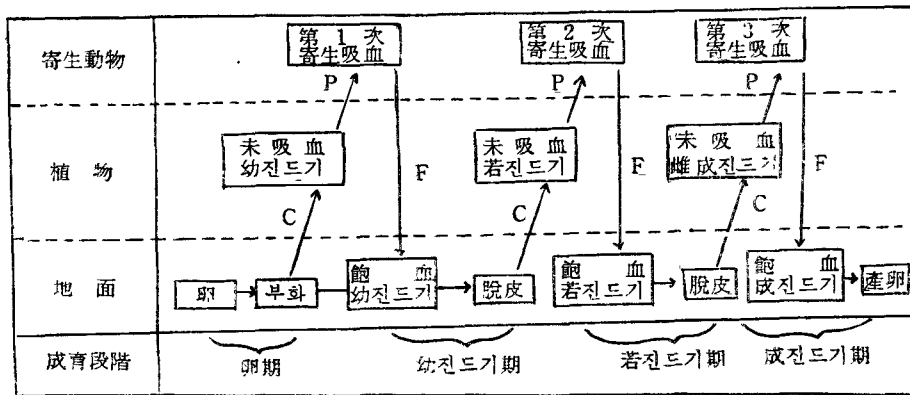 寄生動物
第 1 次
寄生吸血
第 2 次
寄生吸血
第 3 次
寄生吸血
P
P
P
植 物
未 吸 血
幼진드기
未 吸 血
若진드기
未 吸 血
雌成진드기
F
F
F
C
C
C
地 面
卵
부화
飽 血
幼진드기
脫皮
飽 血
若진드기
脫皮
飽 血
成진드기
產卵
成育段階
卵期
幼진드기期
若진드기期
成진드기期